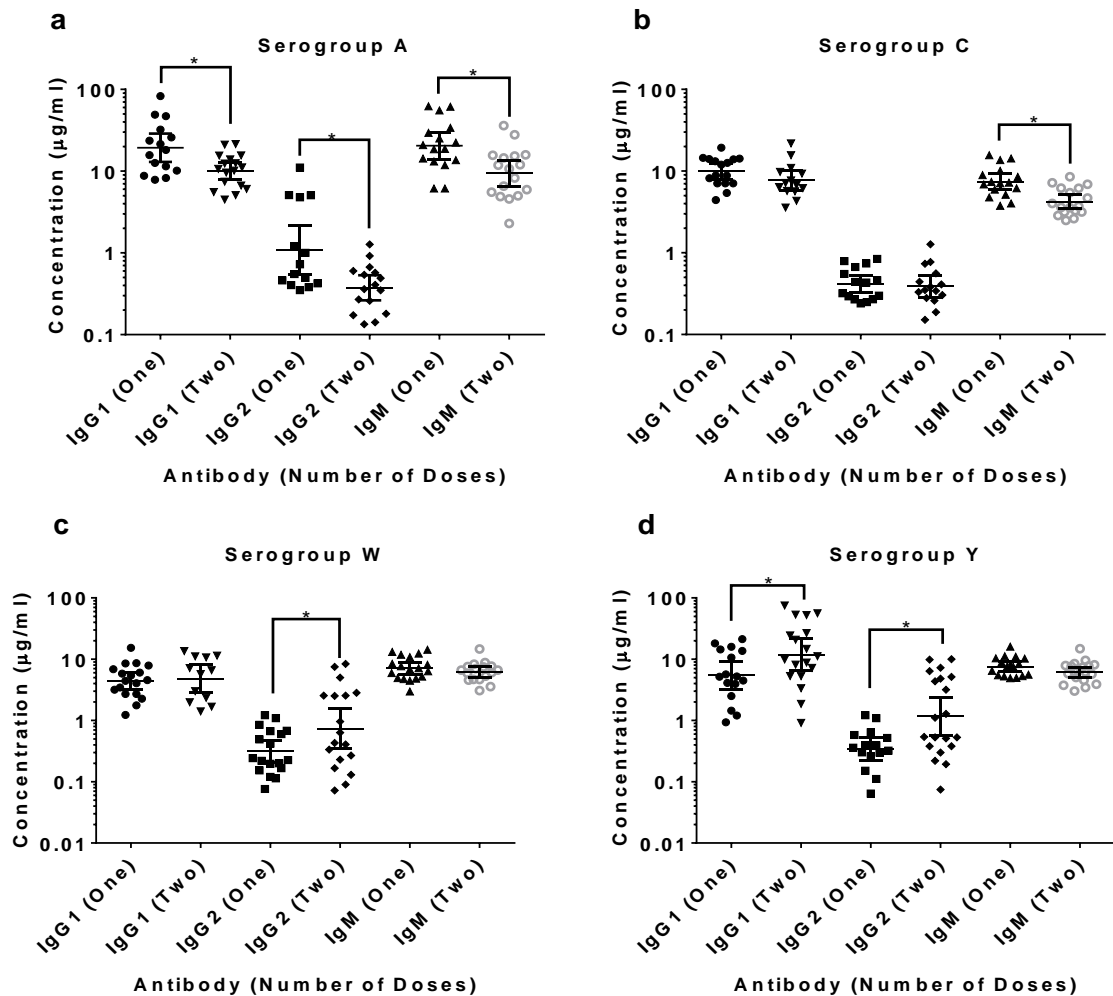 a
Serogroup A
Concentration (µg/ml)
100
10
1
0.1
*
*
*
IgG1 (One)
IgG1 (Two)
IgG2 (One)
IgG2 (Two)
IgM (One)
IgM (Two)
Antibody (Number of Doses)
b
Serogroup C
Concentration (µg/ml)
100
10
1
0.1
*
IgG1 (One)
IgG1 (Two)
IgG2 (One)
IgG2 (Two)
IgM (One)
IgM (Two)
Antibody (Number of Doses)
c
Serogroup W
Concentration (µg/ml)
100
10
1
0.1
0.01
*
IgG1 (One)
IgG1 (Two)
IgG2 (One)
IgG2 (Two)
IgM (One)
IgM (Two)
Antibody (Number of Doses)
d
Serogroup Y
Concentration (µg/ml)
100
10
1
0.1
0.01
*
*
IgG1 (One)
IgG1 (Two)
IgG2 (One)
IgG2 (Two)
IgM (One)
IgM (Two)
Antibody (Number of Doses)